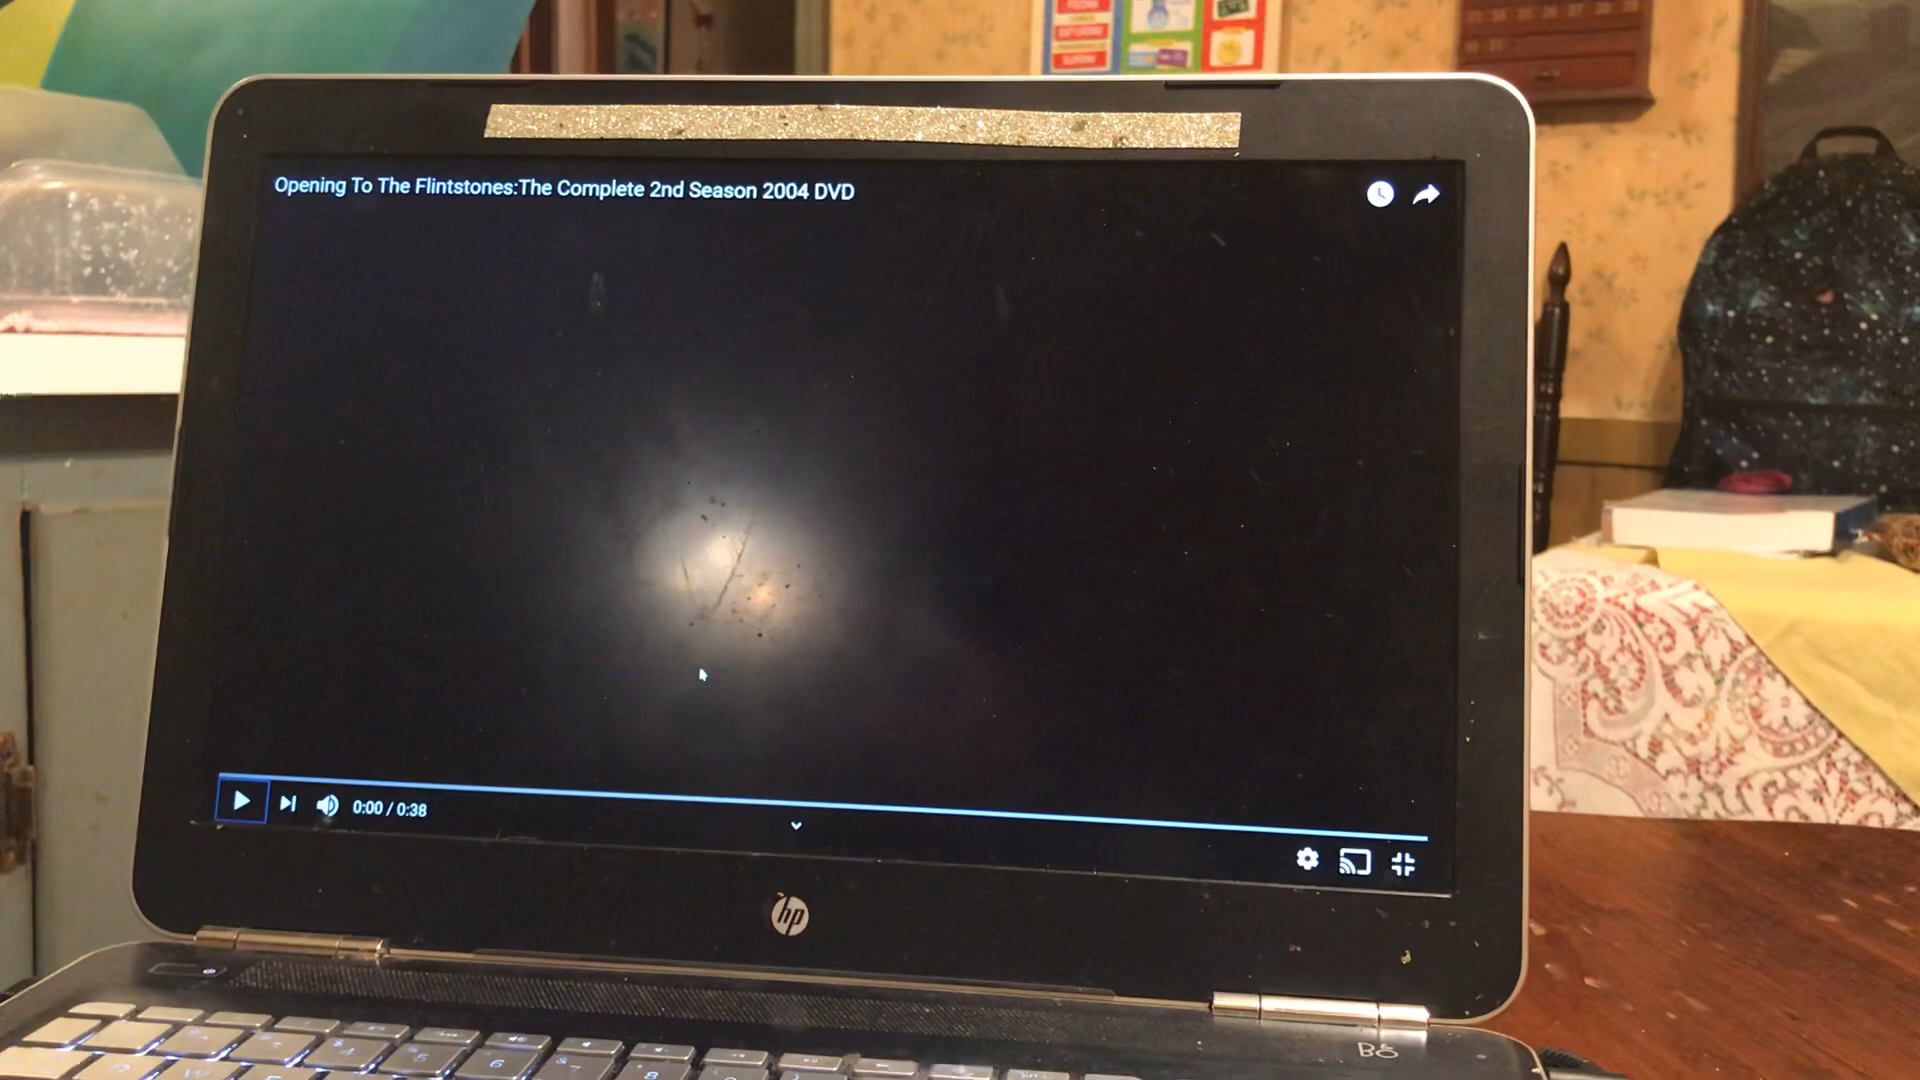 Opening To The Flintstones:The Complete 2nd Season 2004 DVD
0:00 / 0:38
hp
B&O